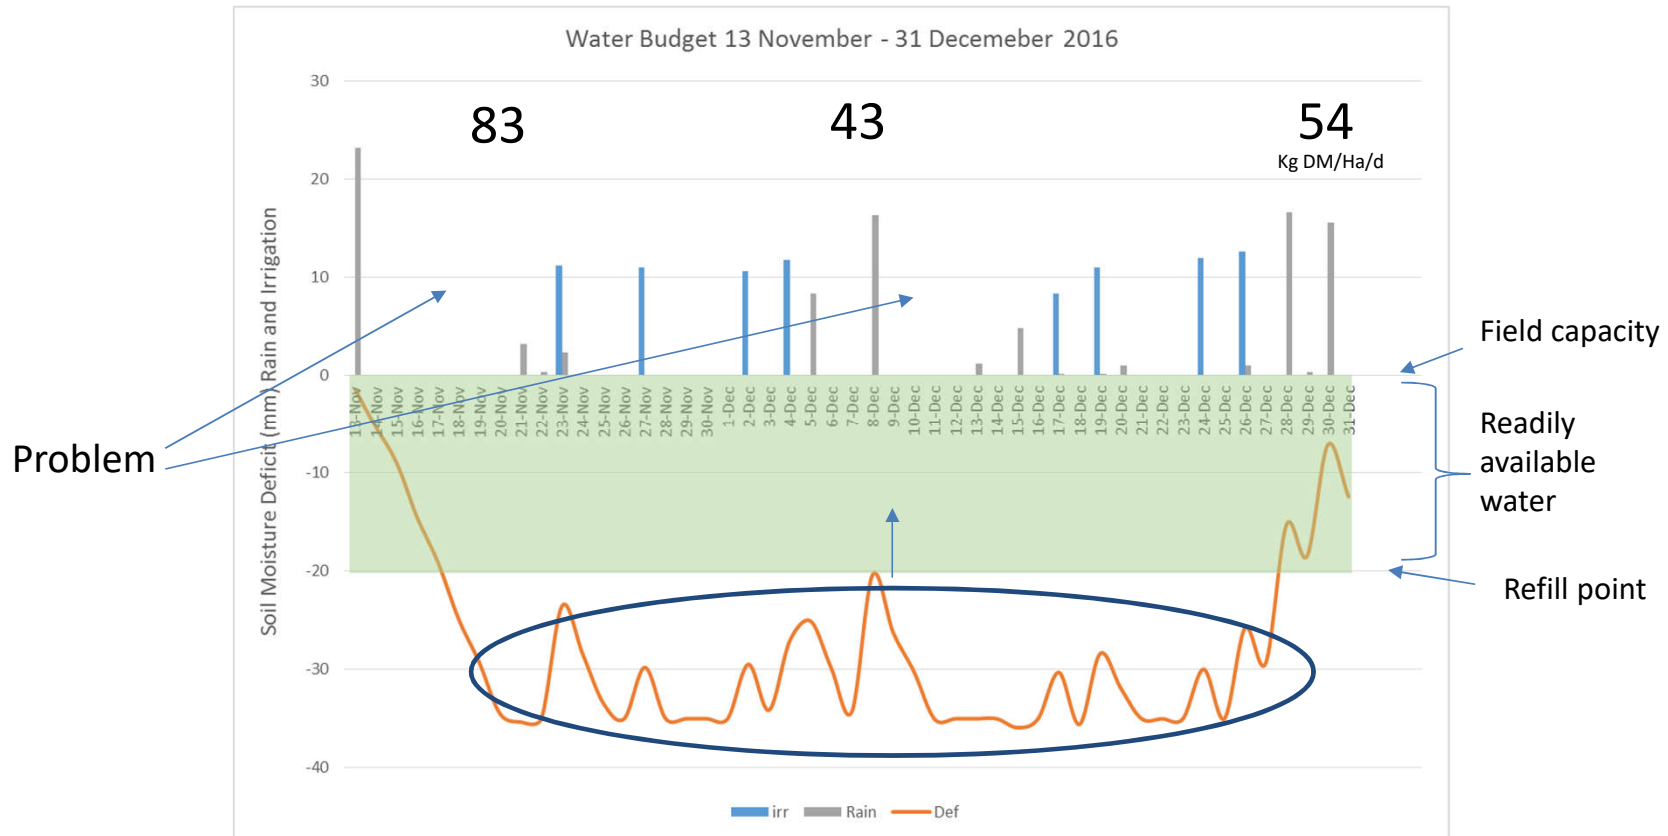 Water Budget 13 November - 31 Decemeber 2016
83
43
54
Kg DM/Ha/d
Soil Moisture Deficit (mm) Rain and Irrigation
30
20
10
0
-10
-20
-30
-40
13-Nov
14-Nov
15-Nov
16-Nov
17-Nov
18-Nov
19-Nov
20-Nov
21-Nov
22-Nov
23-Nov
24-Nov
25-Nov
26-Nov
27-Nov
28-Nov
29-Nov
30-Nov
1-Dec
2-Dec
3-Dec
4-Dec
5-Dec
6-Dec
7-Dec
8-Dec
9-Dec
10-Dec
11-Dec
12-Dec
13-Dec
14-Dec
15-Dec
16-Dec
17-Dec
18-Dec
19-Dec
20-Dec
21-Dec
22-Dec
23-Dec
24-Dec
25-Dec
26-Dec
27-Dec
28-Dec
29-Dec
30-Dec
31-Dec
Problem
Field capacity
Readily
available
water
Refill point
irr
Rain
Def